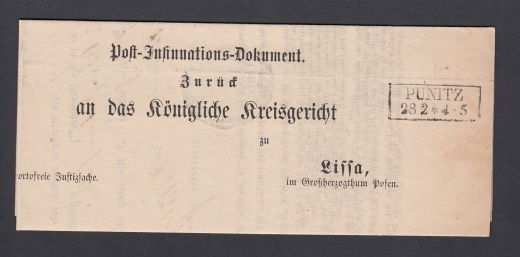 Post-Insinuations-Dokument.
Zurück
an das Königliche Kreisgericht
zu
Lissa,
im Großherzogthum Posen.
ortofreie Justizsache.
PUNITZ
28 2 * 4-5